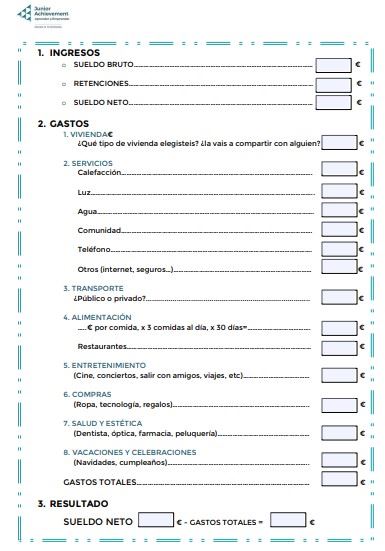 Junior
Achievement
1. INGRESOS
SUELDO BRUTO €
RETENCIONES €
SUELDO NETO €
2. GASTOS
1. VIVIENDA€
¿Qué tipo de vivienda elegisteis? ¿la vais a compartir con alguien? €
2. SERVICIOS
Calefacción €
Luz €
Agua €
Comunidad €
Teléfono €
Otros (internet, seguros...) €
3. TRANSPORTE
¿Público o privado? €
4. ALIMENTACIÓN
.....€ por comida, x 3 comidas al día, x 30 días= €
Restaurantes €
5. ENTRETENIMIENTO
(Cine, conciertos, salir con amigos, viajes, etc) €
6. COMPRAS
(Ropa, tecnología, regalos) €
7. SALUD Y ESTÉTICA
(Dentista, óptica, farmacia, peluquería) €
8. VACACIONES Y CELEBRACIONES
(Navidades, cumpleaños) €
GASTOS TOTALES €
3. RESULTADO
SUELDO NETO € - GASTOS TOTALES = €